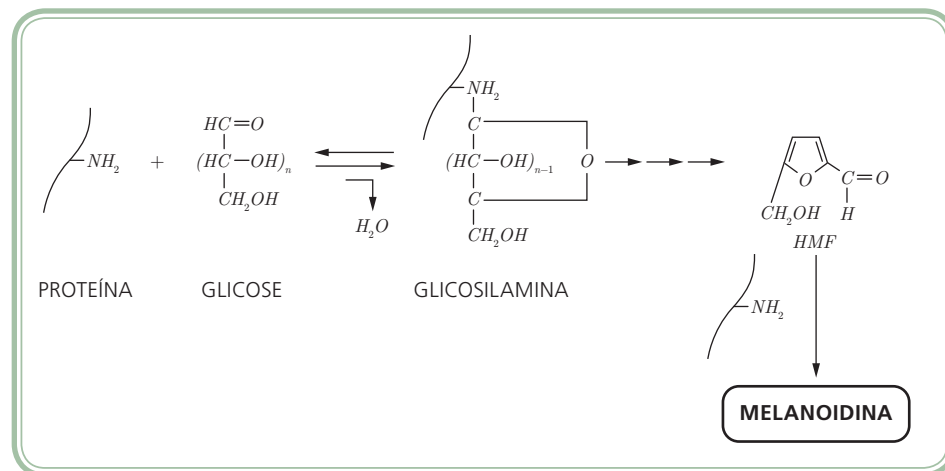 NH₂
+
HC=O
(HC—OH)ₙ
CH₂OH
H₂O
NH₂
C
(HC—OH)ₙ₋₁
O
C
CH₂OH
O
C=O
CH₂OH
H
HMF
PROTEÍNA
GLICOSE
GLICOSILAMINA
NH₂
MELANOIDINA